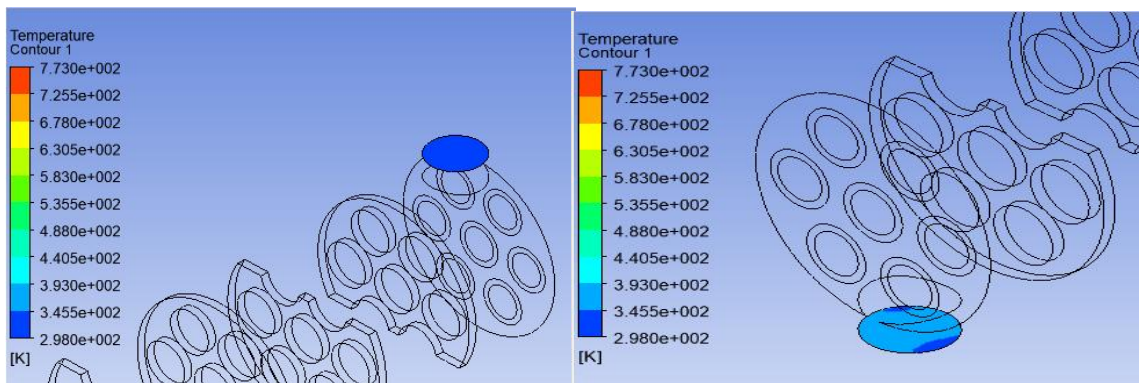 Temperature
Contour 1
7.730e+002
7.255e+002
6.780e+002
6.305e+002
5.830e+002
5.355e+002
4.880e+002
4.405e+002
3.930e+002
3.455e+002
2.980e+002
[K]
Temperature
Contour 1
7.730e+002
7.255e+002
6.780e+002
6.305e+002
5.830e+002
5.355e+002
4.880e+002
4.405e+002
3.930e+002
3.455e+002
2.980e+002
[K]